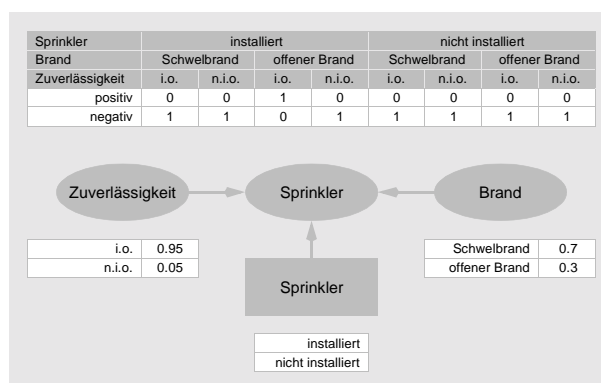 Sprinkler installiert nicht installiert
Brand Schwelbrand offener Brand Schwelbrand offener Brand
Zuverlässigkeit i.o. n.i.o. i.o. n.i.o. i.o. n.i.o. i.o. n.i.o.
positiv 0 0 1 0 0 0 0 0
negativ 1 1 0 1 1 1 1 1
Zuverlässigkeit Sprinkler Brand
i.o. 0.95 Schwelbrand 0.7
n.i.o. 0.05 offener Brand 0.3
Sprinkler
installiert
nicht installiert